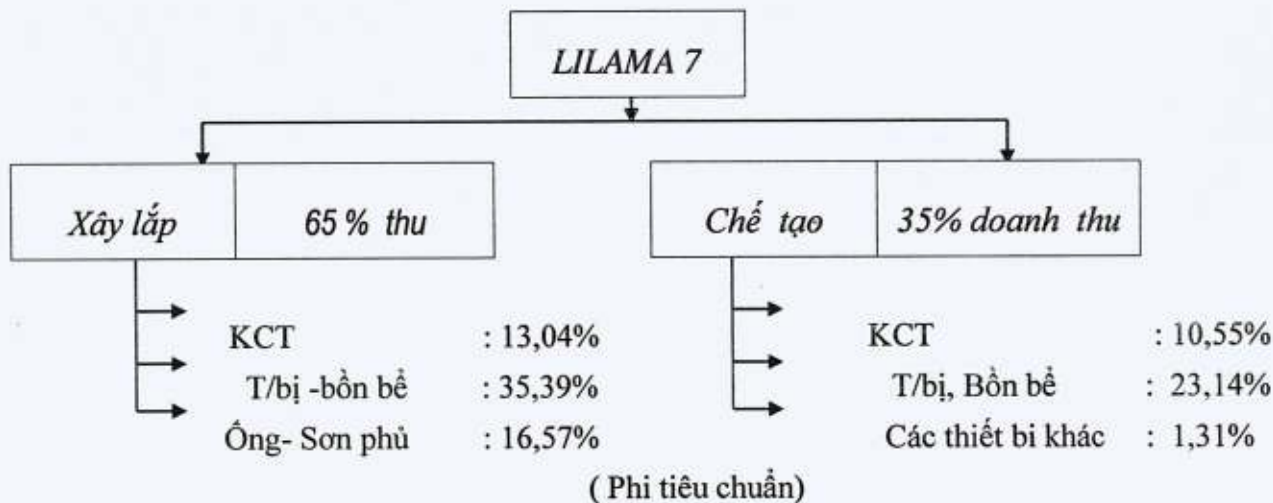 LILAMA 7
Xây lắp 65 % thu
Chế tạo 35% doanh thu
KCT : 13,04%
T/bị -bồn bể : 35,39%
Ống- Sơn phủ : 16,57%
KCT : 10,55%
T/bị, Bồn bể : 23,14%
Các thiết bi khác : 1,31%
( Phi tiêu chuẩn)